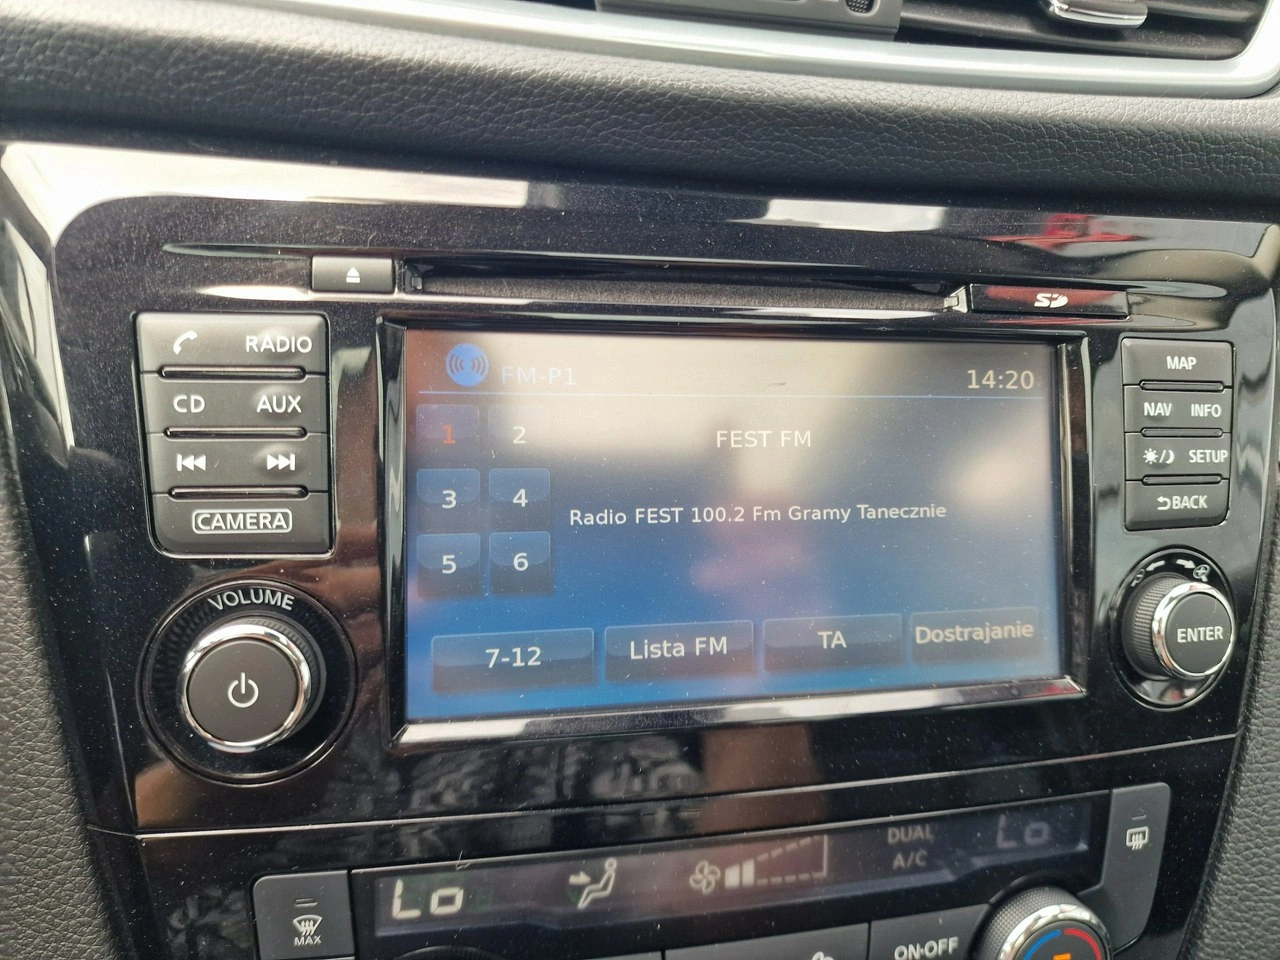 SD
RADIO
CD AUX
CAMERA
VOLUME
FM-P1 14:20
1 2
3 4
5 6
FEST FM
Radio FEST 100.2 Fm Gramy Tanecznie
7-12 Lista FM TA Dostrajanie
MAP
NAV INFO
SETUP
BACK
ENTER
MAX
Lo
DUAL
A/C
Lo
ON·OFF